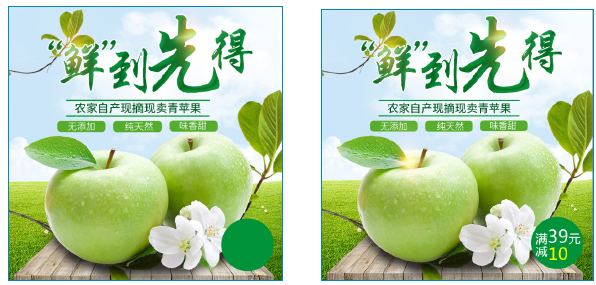 “鲜”到先得
农家自产现摘现卖青苹果
无添加 纯天然 味香甜
“鲜”到先得
农家自产现摘现卖青苹果
无添加 纯天然 味香甜
满39元
减10